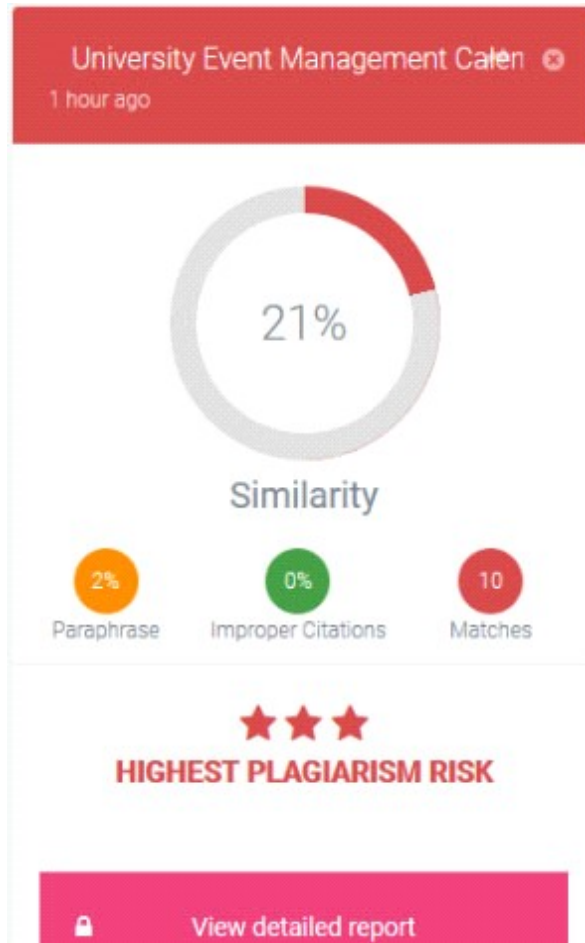 University Event Management Calen
1 hour ago
21%
Similarity
2%
0%
10
Paraphrase
Improper Citations
Matches
HIGHEST PLAGIARISM RISK
View detailed report